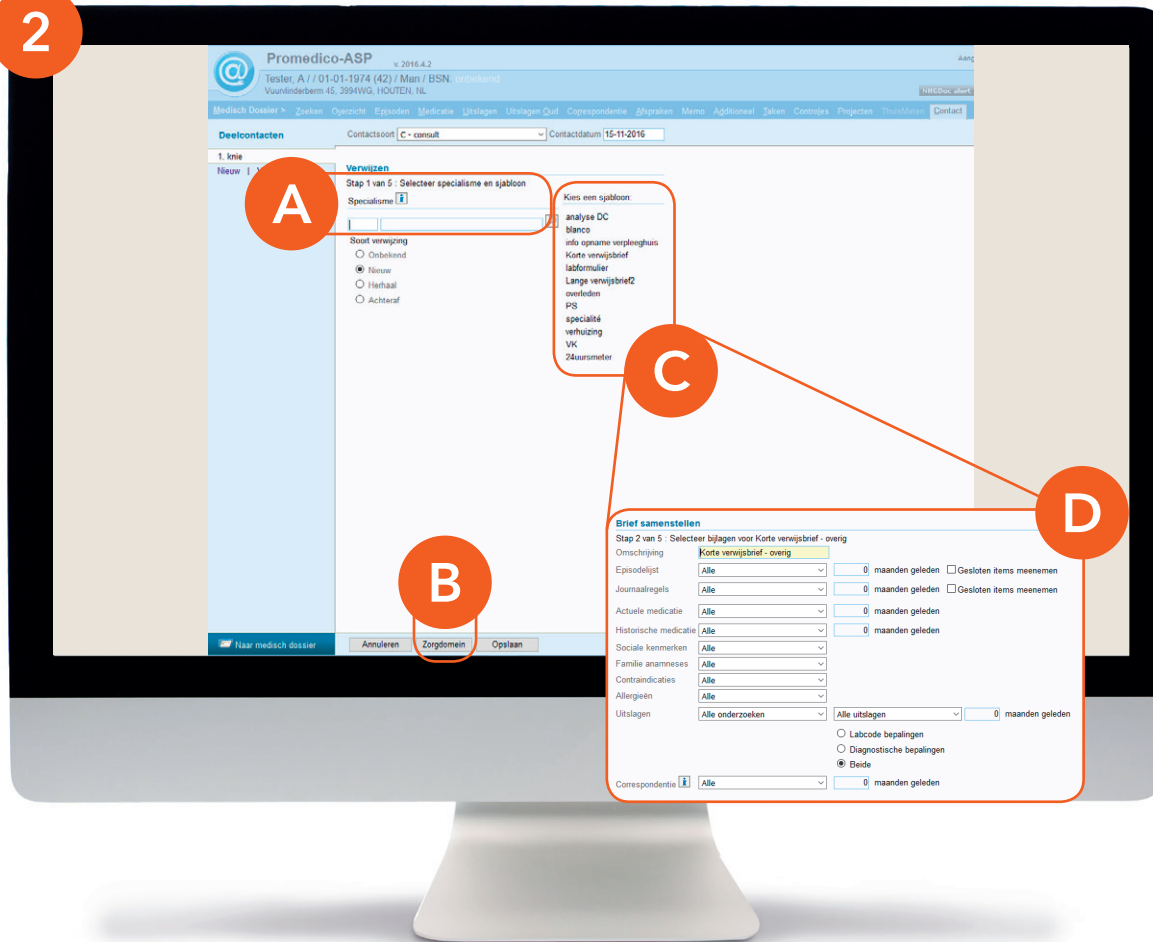 2
Promedico-ASP v. 2016.4.2
Tester, A / / 01-01-1974 (42) / Man / BSN: onbekend
Vuurvlinderberm 45, 3994WG, HOUTEN, NL
Medisch Dossier > Zoeken Overzicht Episoden Medicatie Uitslagen Uitslagen Oud Correspondentie Afspraken Memo Additioneel Taken Controles Projecten Contact
Deelcontacten
Contactsoort C - consult Contactdatum 15-11-2016
1. knie
Nieuw |
Verwijzen
Stap 1 van 5 : Selecteer specialisme en sjabloon
Specialisme i
A
Soort verwijzing
Onbekend
Nieuw
Herhaal
Achteraf
Kies een sjabloon:
analyse DC
blanco
info opname verpleeghuis
Korte verwijsbrief
labformulier
Lange verwijsbrief2
overleden
PS
specialité
verhuizing
VK
24uursmeter
C
D
Brief samenstellen
Stap 2 van 5 : Selecteer bijlagen voor Korte verwijsbrief - overig
Omschrijving Korte verwijsbrief - overig
Episodelijst Alle 0 maanden geleden Gesloten items meenemen
Journaalregels Alle 0 maanden geleden Gesloten items meenemen
Actuele medicatie Alle 0 maanden geleden
Historische medicatie Alle 0 maanden geleden
Sociale kenmerken Alle
Familie anamneses Alle
Contraindicaties Alle
Allergieën Alle
Uitslagen Alle onderzoeken Alle uitslagen 0 maanden geleden
Labcode bepalingen
Diagnostische bepalingen
Beide
Correspondentie i Alle 0 maanden geleden
B
Naar medisch dossier
Annuleren Zorgdomein Opslaan